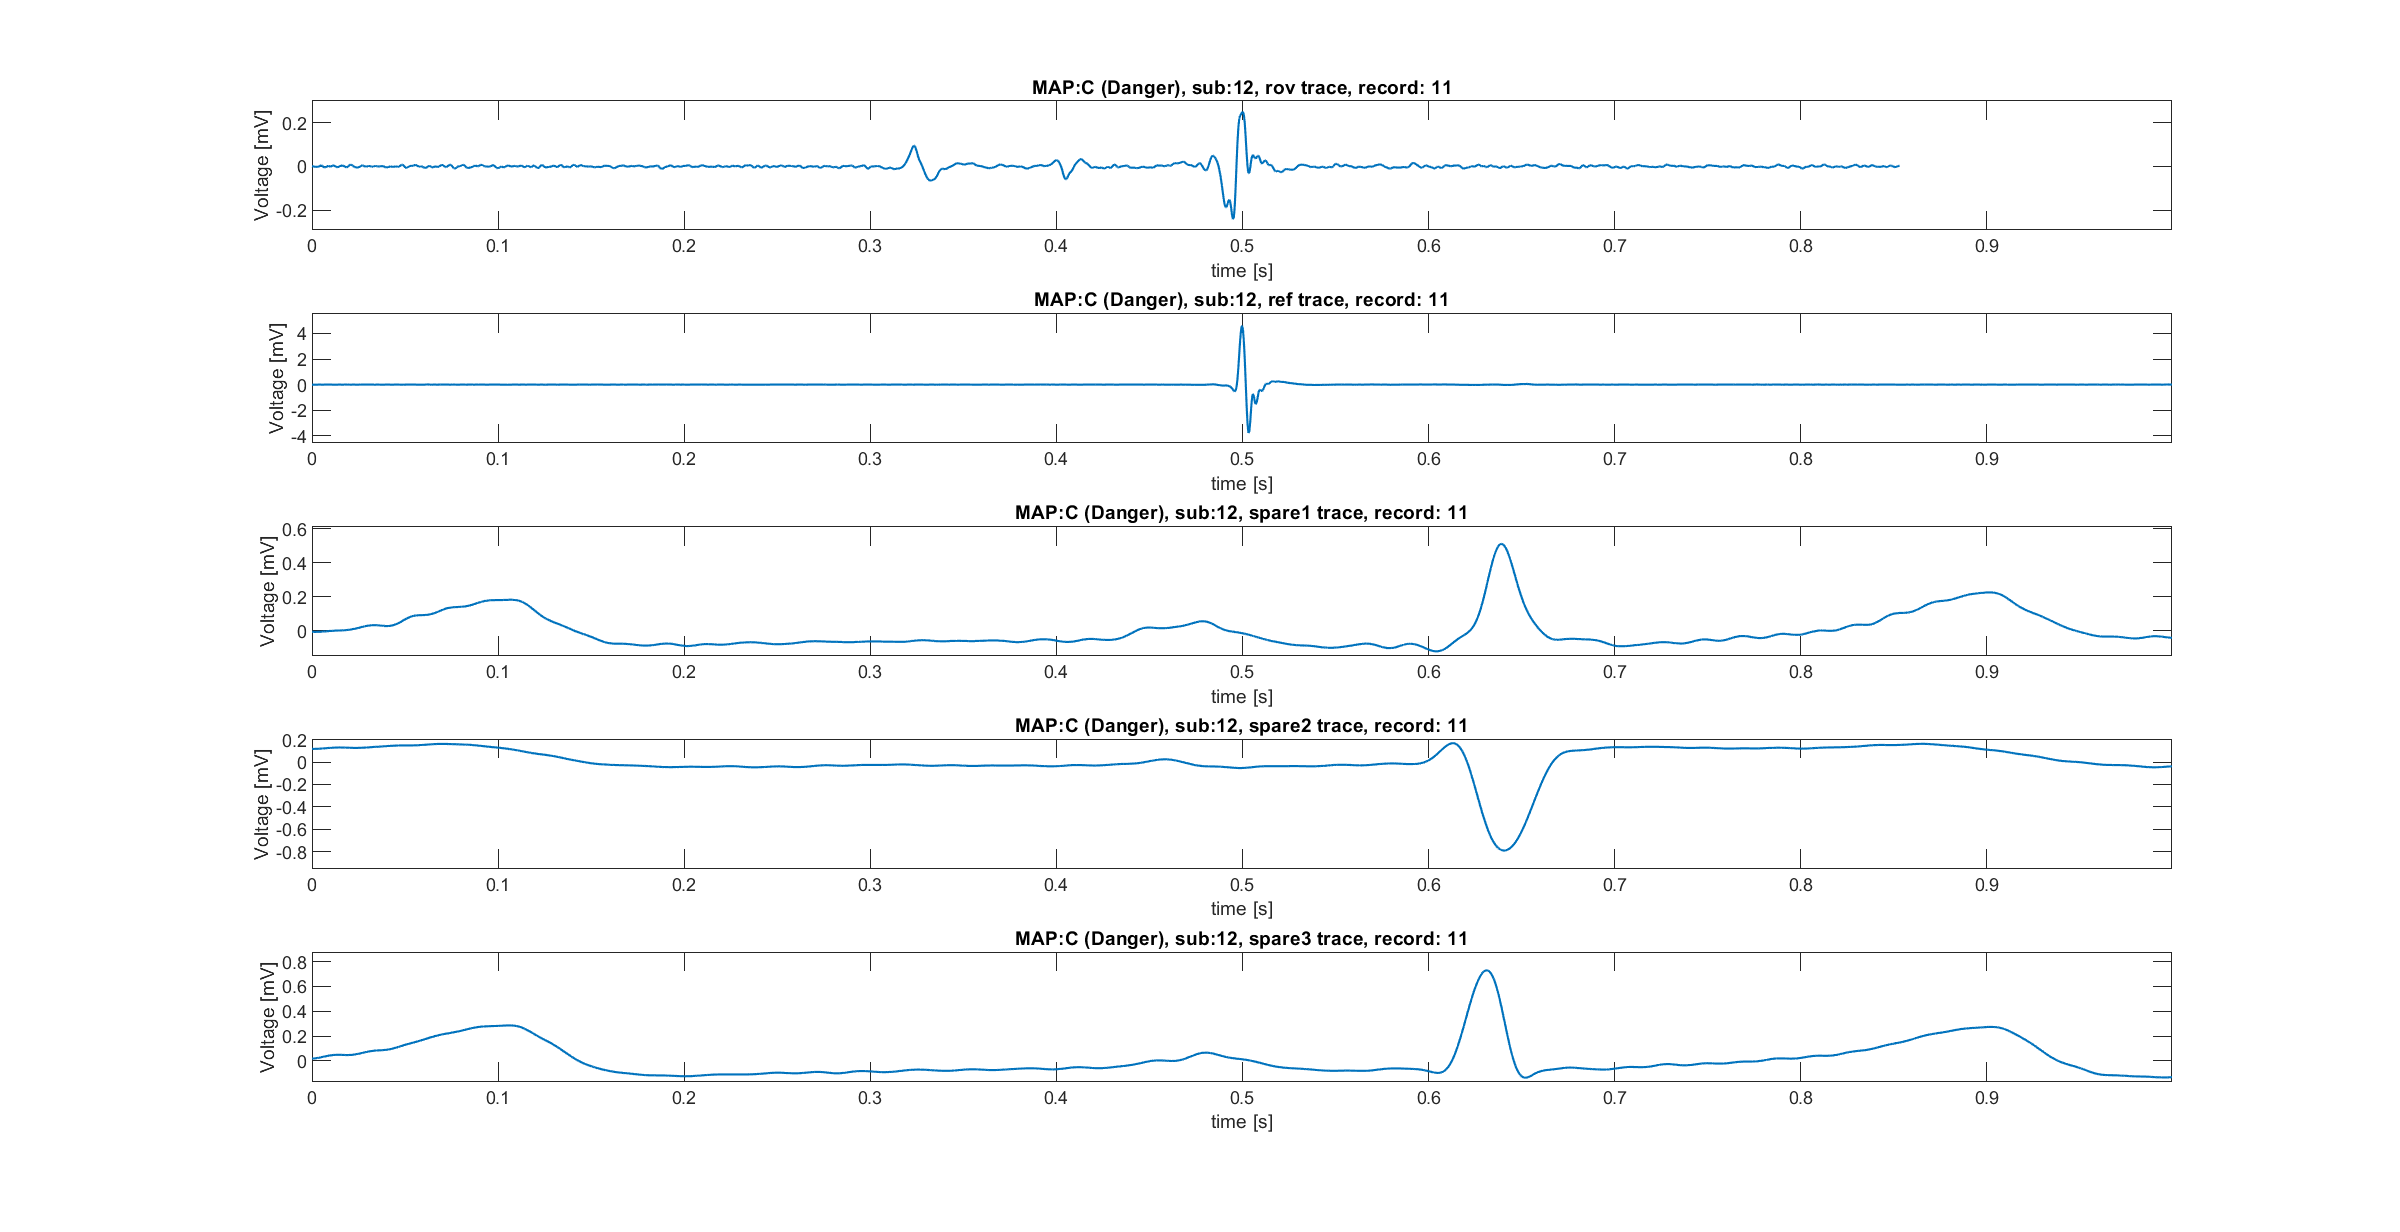 MAP:C (Danger), sub:12, rov trace, record: 11
Voltage [mV]
0.2
0
-0.2
0 0.1 0.2 0.3 0.4 0.5 0.6 0.7 0.8 0.9
time [s]
MAP:C (Danger), sub:12, ref trace, record: 11
Voltage [mV]
4
2
0
-2
-4
0 0.1 0.2 0.3 0.4 0.5 0.6 0.7 0.8 0.9
time [s]
MAP:C (Danger), sub:12, spare1 trace, record: 11
Voltage [mV]
0.6
0.4
0.2
0
0 0.1 0.2 0.3 0.4 0.5 0.6 0.7 0.8 0.9
time [s]
MAP:C (Danger), sub:12, spare2 trace, record: 11
Voltage [mV]
0.2
0
-0.2
-0.4
-0.6
-0.8
0 0.1 0.2 0.3 0.4 0.5 0.6 0.7 0.8 0.9
time [s]
MAP:C (Danger), sub:12, spare3 trace, record: 11
Voltage [mV]
0.8
0.6
0.4
0.2
0
0 0.1 0.2 0.3 0.4 0.5 0.6 0.7 0.8 0.9
time [s]